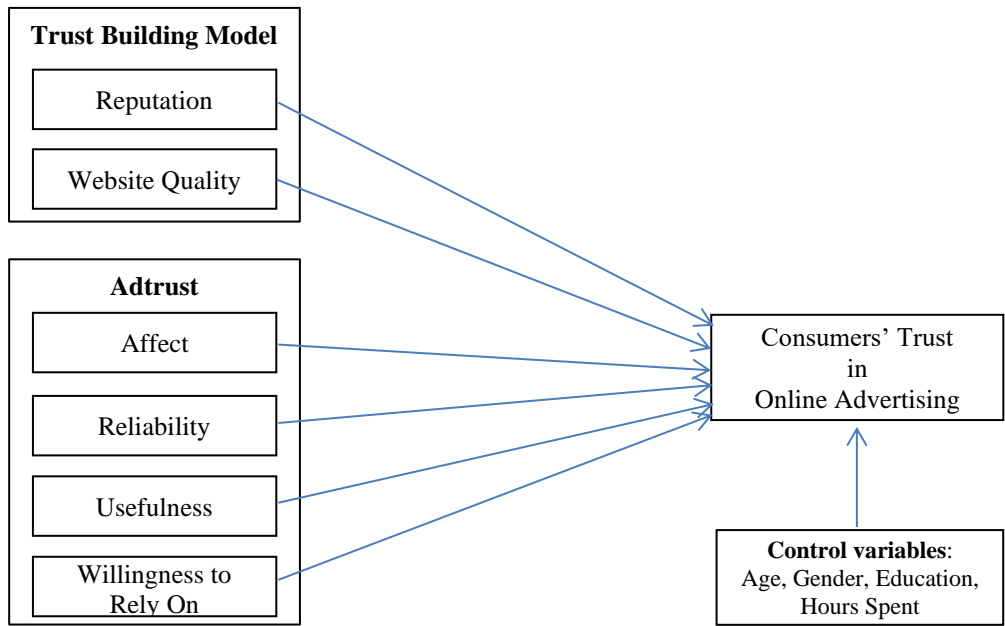 Trust Building Model
Reputation
Website Quality
Adtrust
Affect
Reliability
Usefulness
Willingness to
Rely On
Consumers’ Trust
in
Online Advertising
Control variables:
Age, Gender, Education,
Hours Spent